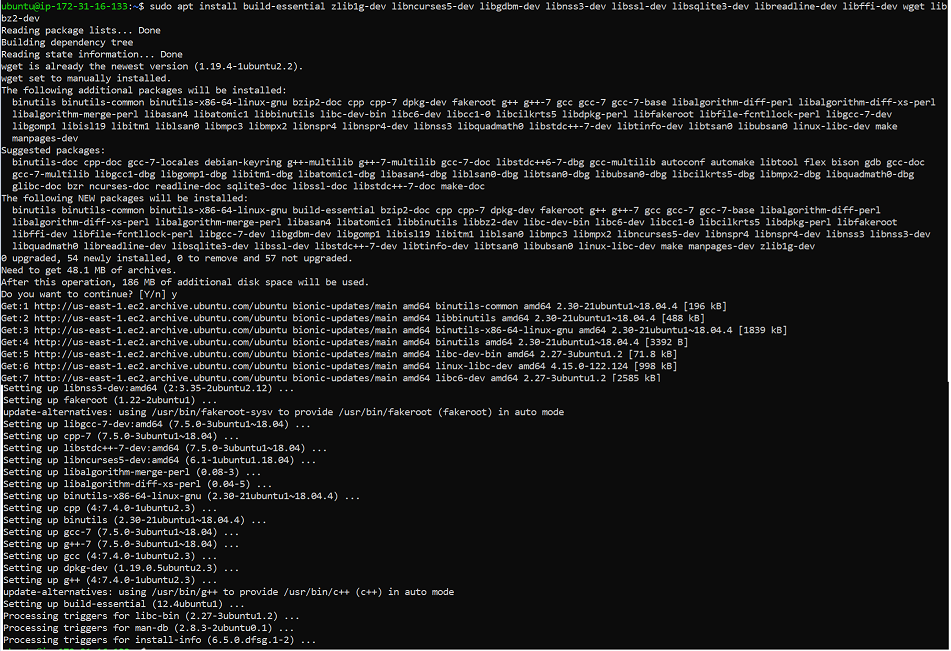 ubuntu@ip-172-31-16-133:~$ sudo apt install build-essential zlib1g-dev libncurses5-dev libgdbm-dev libnss3-dev libssl-dev libsqlite3-dev libreadline-dev libffi-dev wget lib
bz2-dev
Reading package lists... Done
Building dependency tree
Reading state information... Done
wget is already the newest version (1.19.4-1ubuntu2.2).
wget set to manually installed.
The following additional packages will be installed:
binutils binutils-common binutils-x86-64-linux-gnu bzip2-doc cpp cpp-7 dpkg-dev fakeroot g++ g++-7 gcc gcc-7 gcc-7-base libalgorithm-diff-perl libalgorithm-diff-xs-perl
libalgorithm-merge-perl libasan4 libatomic1 libbinutils libc-dev-bin libc6-dev libcc1-0 libcilkrts5 libdpkg-perl libfakeroot libfile-fcntllock-perl libgcc-7-dev
libgomp1 libisl19 libitm1 liblsan0 libmpc3 libmpx2 libnspr4 libnspr4-dev libnss3 libquadmath0 libstdc++-7-dev libtinfo-dev libtsan0 libubsan0 linux-libc-dev make
manpages-dev
Suggested packages:
binutils-doc cpp-doc gcc-7-locales debian-keyring g++-multilib g++-7-multilib gcc-7-doc libstdc++6-7-dbg gcc-multilib autoconf automake libtool flex bison gdb gcc-doc
gcc-7-multilib libgcc1-dbg libgomp1-dbg libitm1-dbg libatomic1-dbg libasan4-dbg liblsan0-dbg libtsan0-dbg libubsan0-dbg libcilkrts5-dbg libmpx2-dbg libquadmath0-dbg
glibc-doc bzr ncurses-doc readline-doc sqlite3-doc libssl-doc libstdc++-7-doc make-doc
The following NEW packages will be installed:
binutils binutils-common binutils-x86-64-linux-gnu build-essential bzip2-doc cpp cpp-7 dpkg-dev fakeroot g++ g++-7 gcc gcc-7 gcc-7-base libalgorithm-diff-perl
libalgorithm-diff-xs-perl libalgorithm-merge-perl libasan4 libatomic1 libbinutils libbz2-dev libc-dev-bin libc6-dev libcc1-0 libcilkrts5 libdpkg-perl libfakeroot
libffi-dev libfile-fcntllock-perl libgcc-7-dev libgdbm-dev libgomp1 libisl19 libitm1 liblsan0 libmpc3 libmpx2 libncurses5-dev libnspr4 libnspr4-dev libnss3 libnss3-dev
libquadmath0 libreadline-dev libsqlite3-dev libssl-dev libstdc++-7-dev libtinfo-dev libtsan0 libubsan0 linux-libc-dev make manpages-dev zlib1g-dev
0 upgraded, 54 newly installed, 0 to remove and 57 not upgraded.
Need to get 48.1 MB of archives.
After this operation, 186 MB of additional disk space will be used.
Do you want to continue? [Y/n] y
Get:1 http://us-east-1.ec2.archive.ubuntu.com/ubuntu bionic-updates/main amd64 binutils-common amd64 2.30-21ubuntu1~18.04.4 [196 kB]
Get:2 http://us-east-1.ec2.archive.ubuntu.com/ubuntu bionic-updates/main amd64 libbinutils amd64 2.30-21ubuntu1~18.04.4 [488 kB]
Get:3 http://us-east-1.ec2.archive.ubuntu.com/ubuntu bionic-updates/main amd64 binutils-x86-64-linux-gnu amd64 2.30-21ubuntu1~18.04.4 [1839 kB]
Get:4 http://us-east-1.ec2.archive.ubuntu.com/ubuntu bionic-updates/main amd64 binutils amd64 2.30-21ubuntu1~18.04.4 [3392 B]
Get:5 http://us-east-1.ec2.archive.ubuntu.com/ubuntu bionic-updates/main amd64 libc-dev-bin amd64 2.27-3ubuntu1.2 [71.8 kB]
Get:6 http://us-east-1.ec2.archive.ubuntu.com/ubuntu bionic-updates/main amd64 linux-libc-dev amd64 4.15.0-122.124 [998 kB]
Get:7 http://us-east-1.ec2.archive.ubuntu.com/ubuntu bionic-updates/main amd64 libc6-dev amd64 2.27-3ubuntu1.2 [2585 kB]
Setting up libnss3-dev:amd64 (2:3.35-2ubuntu2.12) ...
Setting up fakeroot (1.22-2ubuntu1) ...
update-alternatives: using /usr/bin/fakeroot-sysv to provide /usr/bin/fakeroot (fakeroot) in auto mode
Setting up libgcc-7-dev:amd64 (7.5.0-3ubuntu1~18.04) ...
Setting up cpp-7 (7.5.0-3ubuntu1~18.04) ...
Setting up libstdc++-7-dev:amd64 (7.5.0-3ubuntu1~18.04) ...
Setting up libncurses5-dev:amd64 (6.1-1ubuntu1.18.04) ...
Setting up libalgorithm-merge-perl (0.08-3) ...
Setting up libalgorithm-diff-xs-perl (0.04-5) ...
Setting up binutils-x86-64-linux-gnu (2.30-21ubuntu1~18.04.4) ...
Setting up cpp (4:7.4.0-1ubuntu2.3) ...
Setting up binutils (2.30-21ubuntu1~18.04.4) ...
Setting up gcc-7 (7.5.0-3ubuntu1~18.04) ...
Setting up g++-7 (7.5.0-3ubuntu1~18.04) ...
Setting up gcc (4:7.4.0-1ubuntu2.3) ...
Setting up dpkg-dev (1.19.0.5ubuntu2.3) ...
Setting up g++ (4:7.4.0-1ubuntu2.3) ...
update-alternatives: using /usr/bin/g++ to provide /usr/bin/c++ (c++) in auto mode
Setting up build-essential (12.4ubuntu1) ...
Processing triggers for libc-bin (2.27-3ubuntu1.2) ...
Processing triggers for man-db (2.8.3-2ubuntu0.1) ...
Processing triggers for install-info (6.5.0.dfsg.1-2) ...